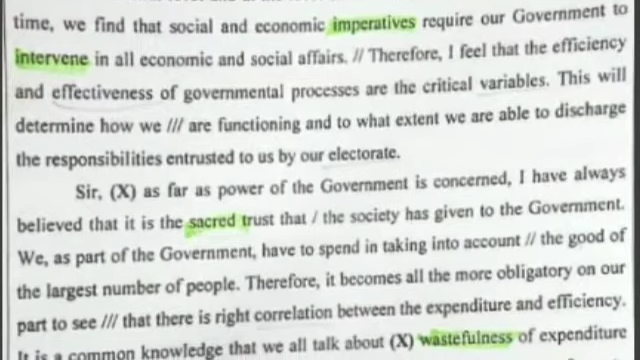 time, we find that social and economic imperatives require our Government to
intervene in all economic and social affairs. // Therefore, I feel that the efficiency
and effectiveness of governmental processes are the critical variables. This will
determine how we /// are functioning and to what extent we are able to discharge
the responsibilities entrusted to us by our electorate.
Sir, (X) as far as power of the Government is concerned, I have always
believed that it is the sacred trust that / the society has given to the Government.
We, as part of the Government, have to spend in taking into account // the good of
the largest number of people. Therefore, it becomes all the more obligatory on our
part to see /// that there is right correlation between the expenditure and efficiency.
It is a common knowledge that we all talk about (X) wastefulness of expenditure